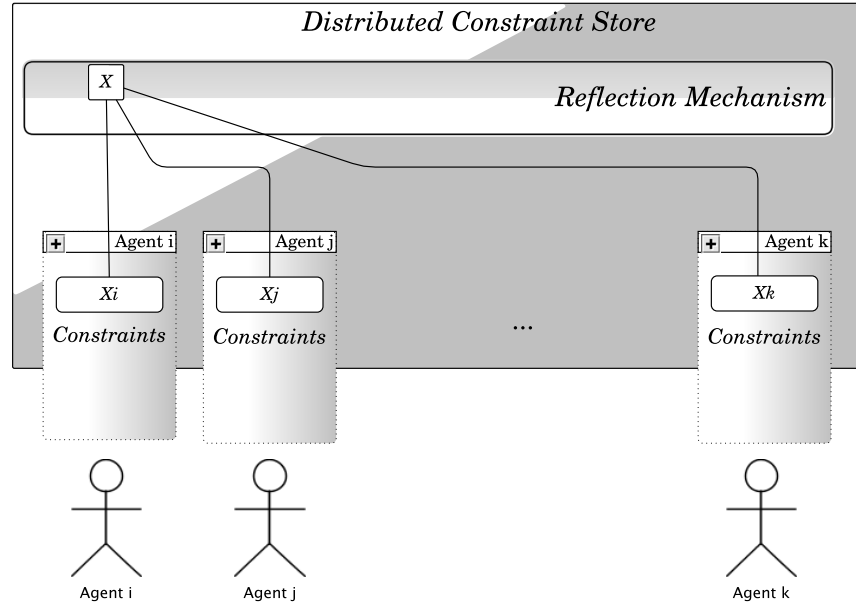 Distributed Constraint Store
X
Reflection Mechanism
+ Agent i
+ Agent j
+ Agent k
Xi
Xj
Xk
Constraints
Constraints
...
Constraints
Agent i
Agent j
Agent k